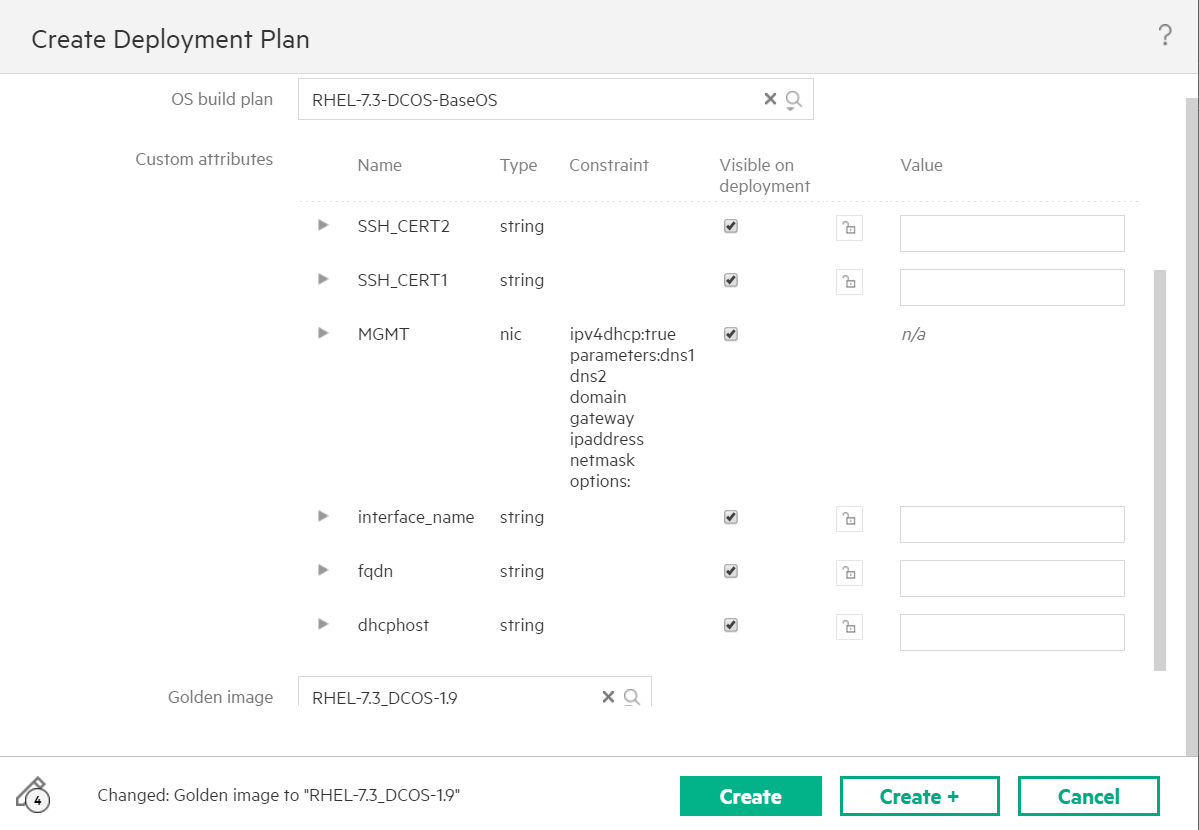 Create Deployment Plan
?
OS build plan
RHEL-7.3-DCOS-BaseOS
Custom attributes
Name Type Constraint Visible on deployment Value
SSH_CERT2 string
SSH_CERT1 string
MGMT nic ipv4dhcp:true n/a
parameters:dns1
dns2
domain
gateway
ipaddress
netmask
options:
interface_name string
fqdn string
dhcphost string
Golden image
RHEL-7.3_DCOS-1.9
4
Changed: Golden image to "RHEL-7.3_DCOS-1.9"
Create
Create +
Cancel